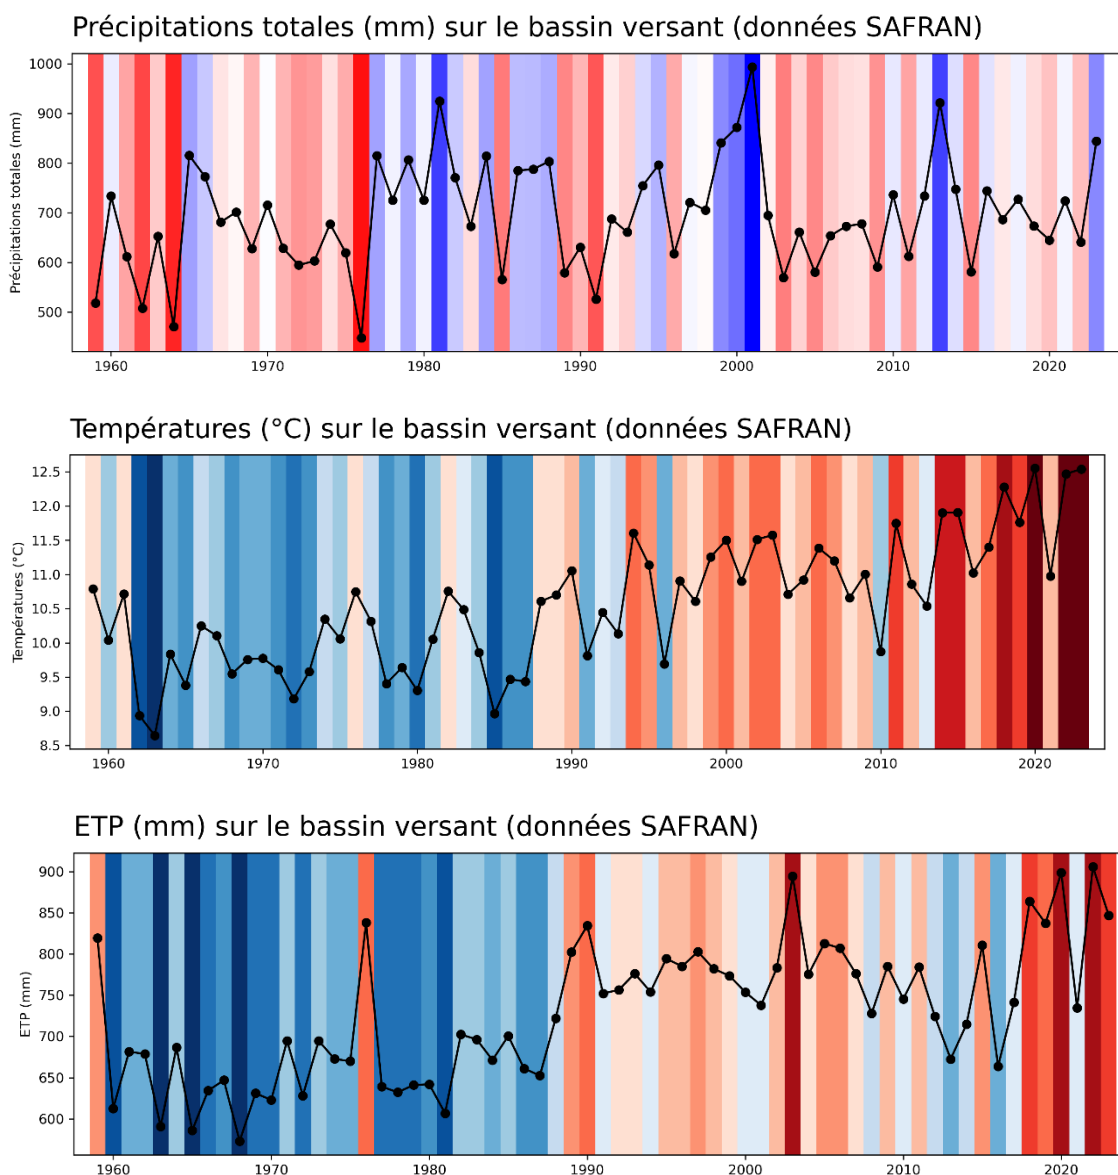 Précipitations totales (mm) sur le bassin versant (données SAFRAN)
Précipitations totales (mm)
1000
900
800
700
600
500
1960 1970 1980 1990 2000 2010 2020
Températures (°C) sur le bassin versant (données SAFRAN)
Températures (°C)
12.5
12.0
11.5
11.0
10.5
10.0
9.5
9.0
8.5
1960 1970 1980 1990 2000 2010 2020
ETP (mm) sur le bassin versant (données SAFRAN)
ETP (mm)
900
850
800
750
700
650
600
1960 1970 1980 1990 2000 2010 2020